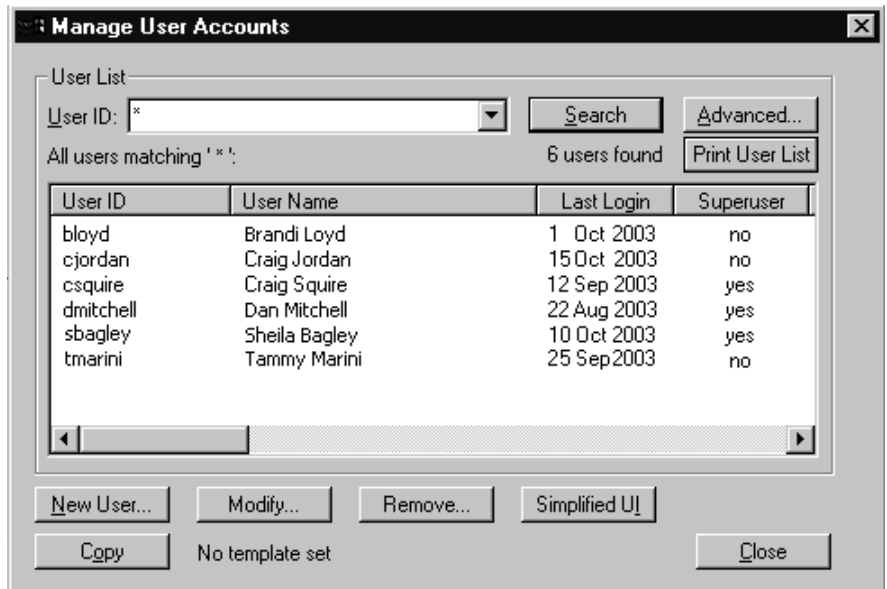 Manage User Accounts
User List
User ID: * Search Advanced...
All users matching ' * ': 6 users found Print User List
User ID User Name Last Login Superuser
bloyd Brandi Loyd 1 Oct 2003 no
cjordan Craig Jordan 15 Oct 2003 no
csquire Craig Squire 12 Sep 2003 yes
dmitchell Dan Mitchell 22 Aug 2003 yes
sbagley Sheila Bagley 10 Oct 2003 yes
tmarini Tammy Marini 25 Sep 2003 no
New User... Modify... Remove... Simplified UI
Copy No template set Close